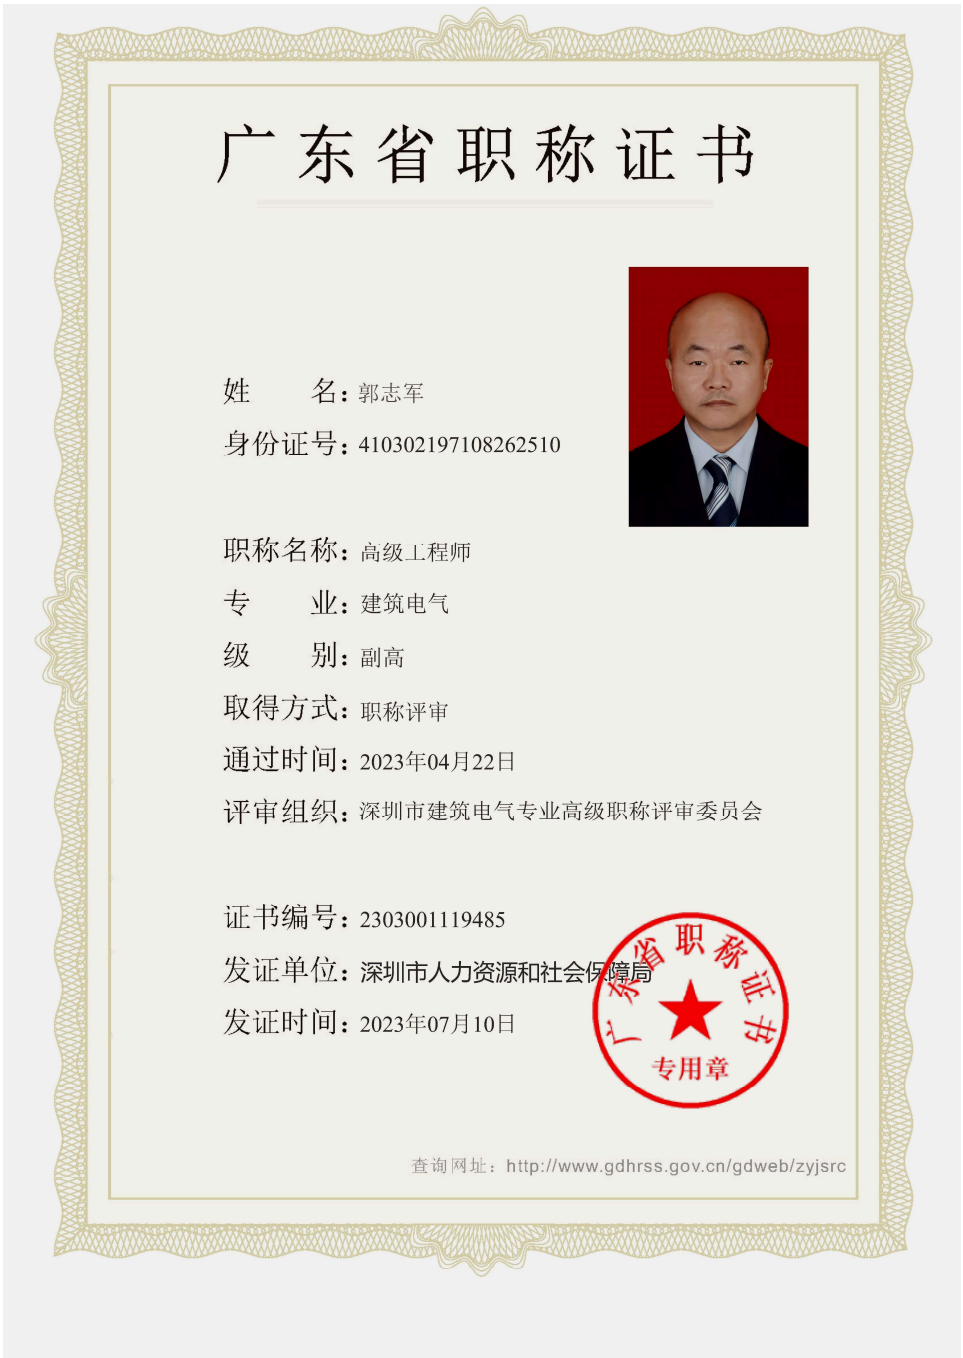 广东省职称证书
姓 名：郭志军
身份证号：410302197108262510
职称名称：高级工程师
专 业：建筑电气
级 别：副高
取得方式：职称评审
通过时间：2023年04月22日
评审组织：深圳市建筑电气专业高级职称评审委员会
证书编号：2303001119485
发证单位：深圳市人力资源和社会保障局
发证时间：2023年07月10日
广东省职称证书
专用章
查询网址：http://www.gdhrss.gov.cn/gdweb/zyjsrc